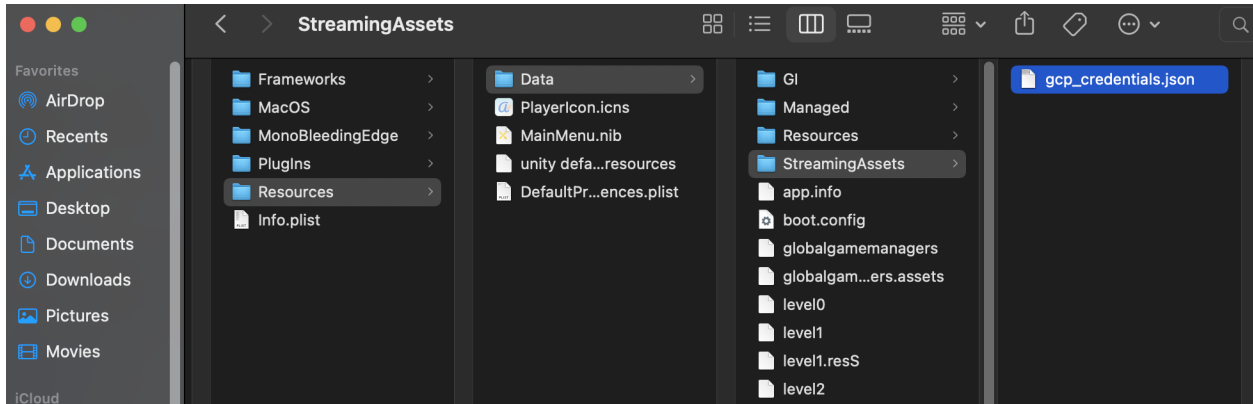 StreamingAssets
Favorites
AirDrop
Recents
Applications
Desktop
Documents
Downloads
Pictures
Movies
iCloud
Frameworks
MacOS
MonoBleedingEdge
PlugIns
Resources
Info.plist
Data
PlayerIcon.icns
MainMenu.nib
unity defa...resources
DefaultPr...ences.plist
GI
Managed
Resources
StreamingAssets
app.info
boot.config
globalgamemanagers
globalgam...ers.assets
level0
level1
level1.resS
level2
gcp_credentials.json